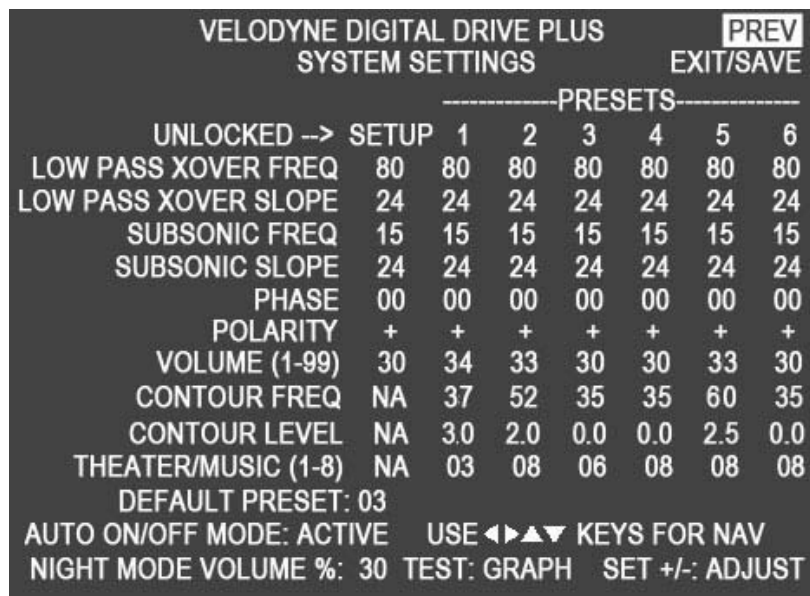 VELODYNE DIGITAL DRIVE PLUS PREV
SYSTEM SETTINGS EXIT/SAVE
-------------PRESETS--------------
UNLOCKED --> SETUP 1 2 3 4 5 6
LOW PASS XOVER FREQ 80 80 80 80 80 80 80
LOW PASS XOVER SLOPE 24 24 24 24 24 24 24
SUBSONIC FREQ 15 15 15 15 15 15 15
SUBSONIC SLOPE 24 24 24 24 24 24 24
PHASE 00 00 00 00 00 00 00
POLARITY + + + + + + +
VOLUME (1-99) 30 34 33 30 30 33 30
CONTOUR FREQ NA 37 52 35 35 60 35
CONTOUR LEVEL NA 3.0 2.0 0.0 0.0 2.5 0.0
THEATER/MUSIC (1-8) NA 03 08 06 08 08 08
DEFAULT PRESET: 03
AUTO ON/OFF MODE: ACTIVE USE ◀▶▲▼ KEYS FOR NAV
NIGHT MODE VOLUME %: 30 TEST: GRAPH SET +/-: ADJUST